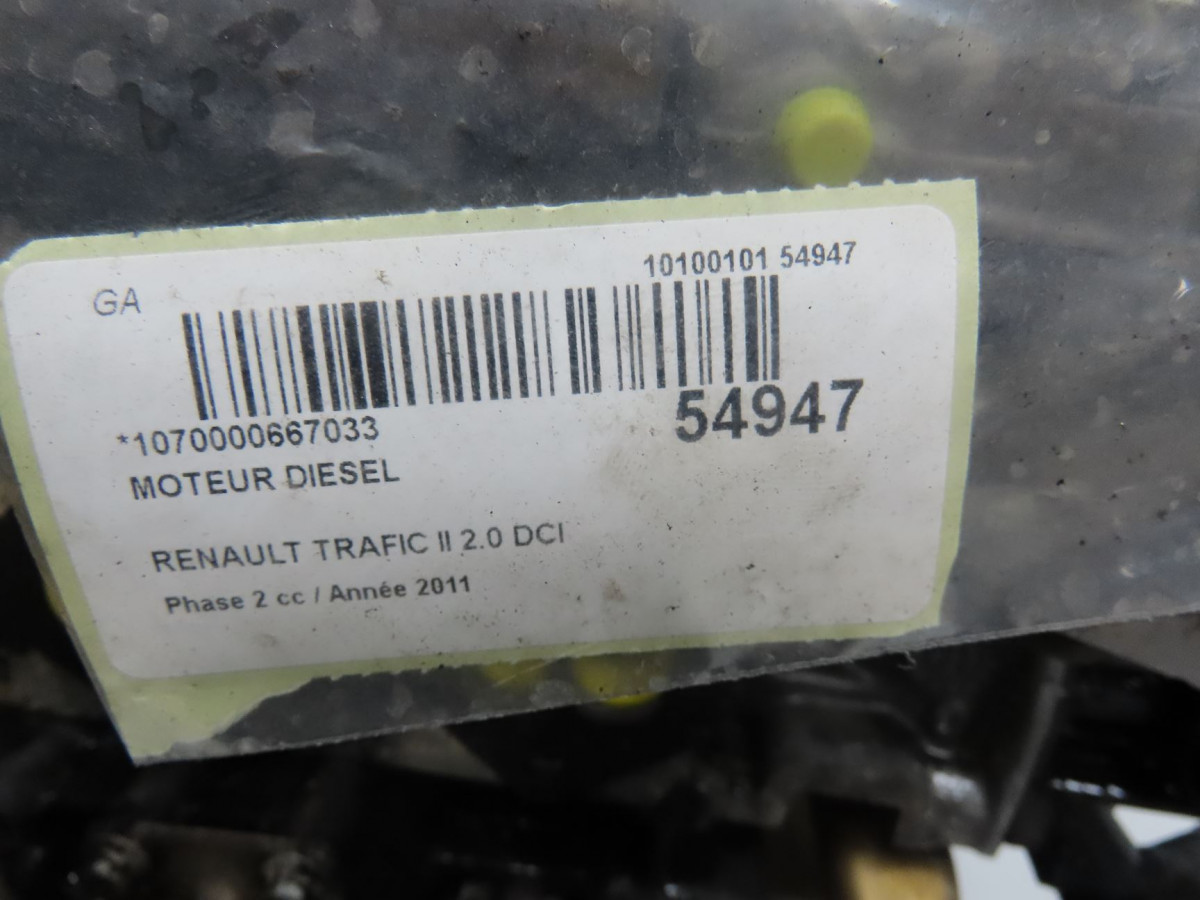 GA
10100101 54947
*1070000667033
54947
MOTEUR DIESEL
RENAULT TRAFIC II 2.0 DCI
Phase 2 cc / Année 2011